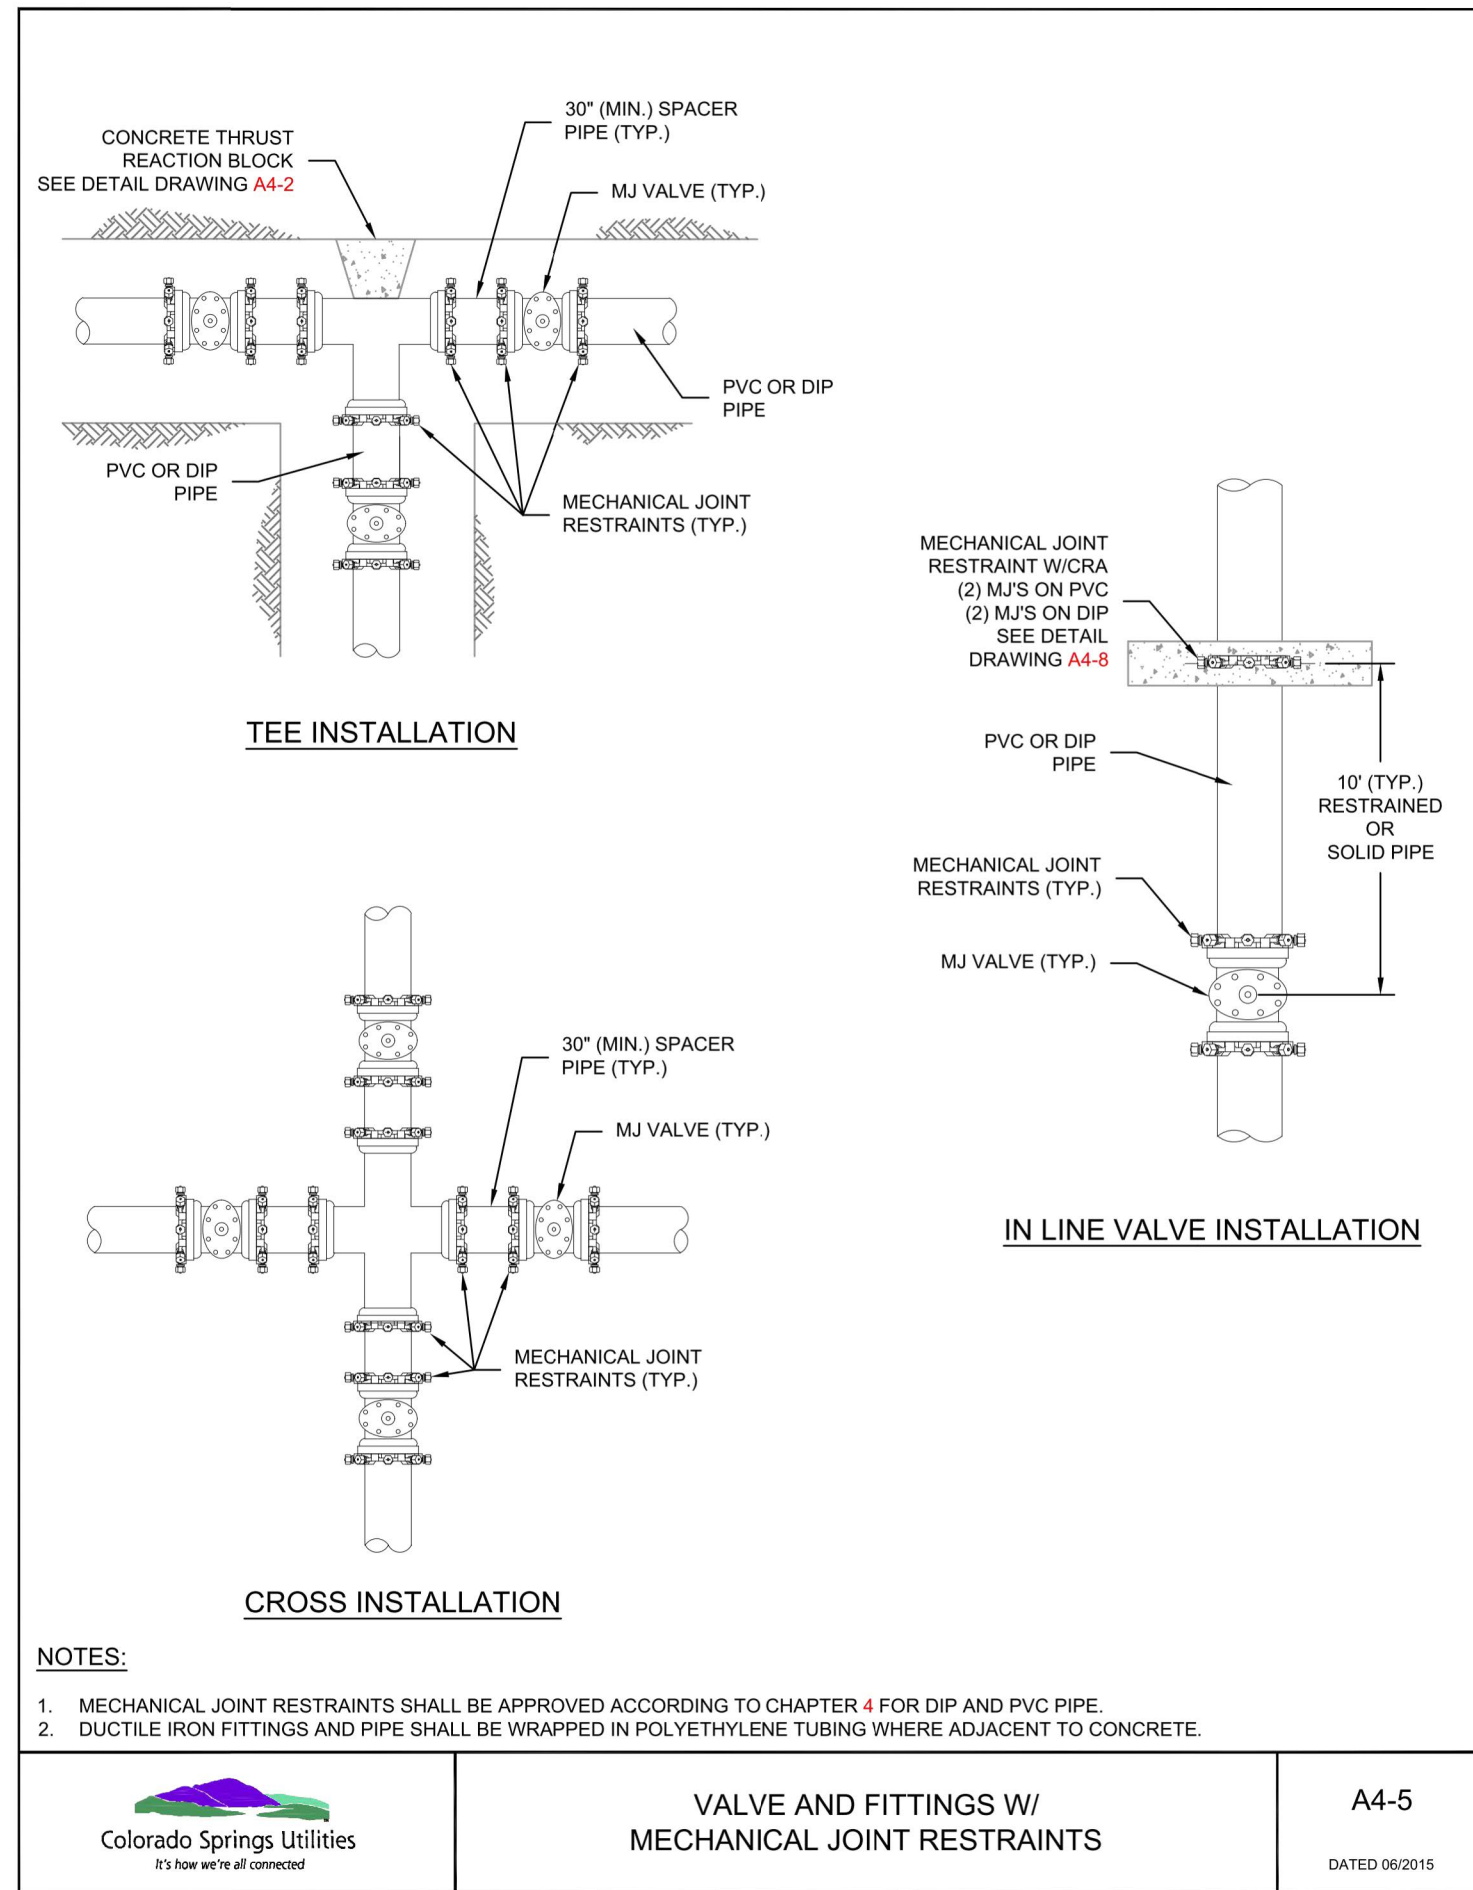 CONCRETE THRUST
REACTION BLOCK
SEE DETAIL DRAWING A4-2
30" (MIN.) SPACER
PIPE (TYP.)
MJ VALVE (TYP.)
PVC OR DIP
PIPE
PVC OR DIP
PIPE
MECHANICAL JOINT
RESTRAINTS (TYP.)
TEE INSTALLATION
MECHANICAL JOINT
RESTRAINT W/CRA
(2) MJ'S ON PVC
(2) MJ'S ON DIP
SEE DETAIL
DRAWING A4-8
PVC OR DIP
PIPE
10' (TYP.)
RESTRAINED
OR
SOLID PIPE
MECHANICAL JOINT
RESTRAINTS (TYP.)
MJ VALVE (TYP.)
IN LINE VALVE INSTALLATION
30" (MIN.) SPACER
PIPE (TYP.)
MJ VALVE (TYP.)
MECHANICAL JOINT
RESTRAINTS (TYP.)
CROSS INSTALLATION
NOTES:
1. MECHANICAL JOINT RESTRAINTS SHALL BE APPROVED ACCORDING TO CHAPTER 4 FOR DIP AND PVC PIPE.
2. DUCTILE IRON FITTINGS AND PIPE SHALL BE WRAPPED IN POLYETHYLENE TUBING WHERE ADJACENT TO CONCRETE.
Colorado Springs Utilities
It's how we're all connected
VALVE AND FITTINGS W/
MECHANICAL JOINT RESTRAINTS
A4-5
DATED 06/2015